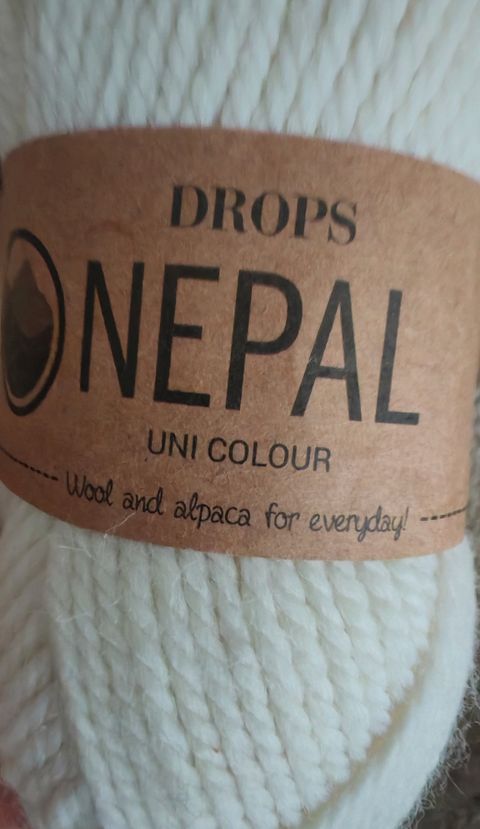 DROPS
NEPAL
UNI COLOUR
Wool and alpaca for everyday!